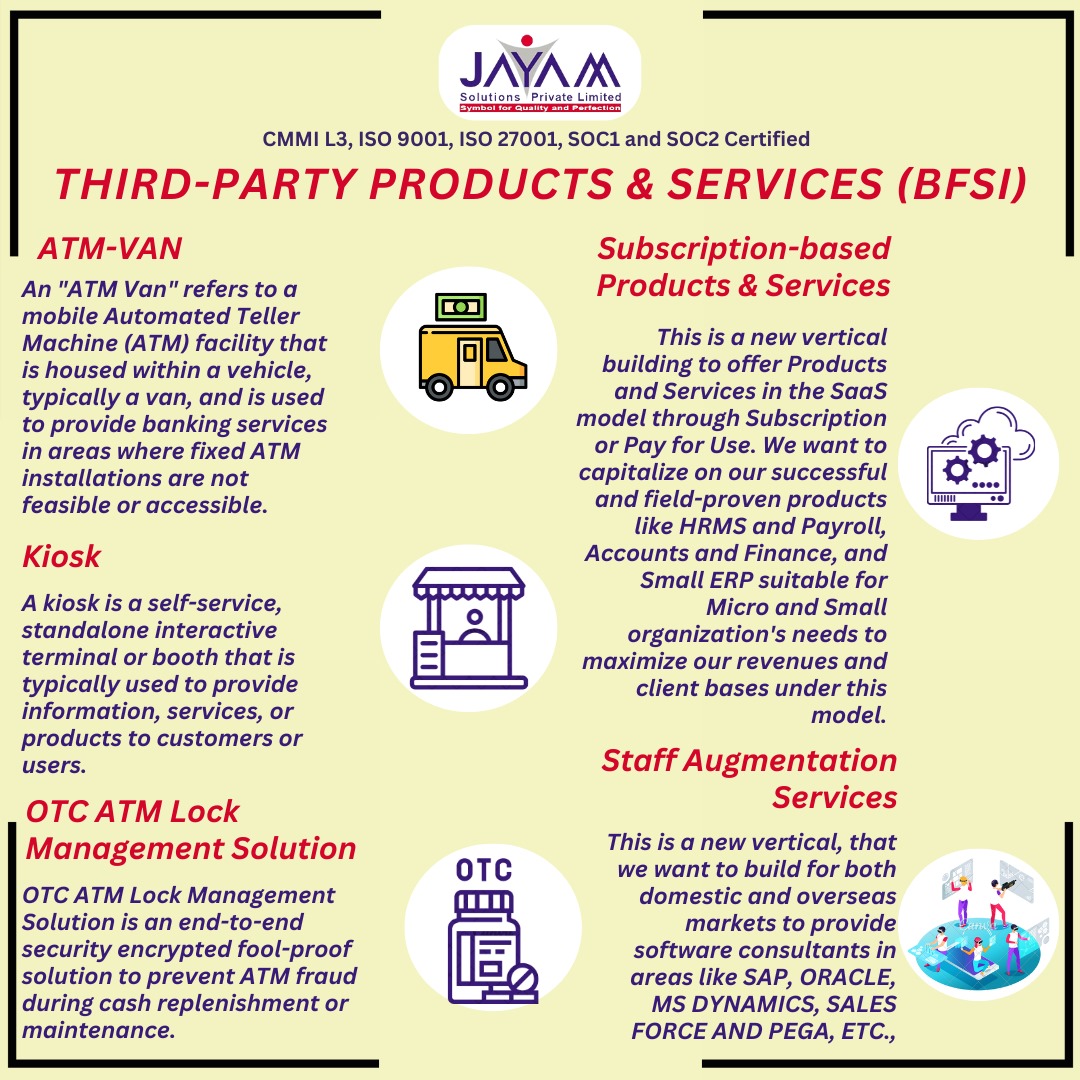 JAYAM
Solutions Private Limited
Symbol for Quality and Perfection
CMMI L3, ISO 9001, ISO 27001, SOC1 and SOC2 Certified
THIRD-PARTY PRODUCTS & SERVICES (BFSI)
ATM-VAN
An "ATM Van" refers to a
mobile Automated Teller
Machine (ATM) facility that
is housed within a vehicle,
typically a van, and is used
to provide banking services
in areas where fixed ATM
installations are not
feasible or accessible.
Kiosk
A kiosk is a self-service,
standalone interactive
terminal or booth that is
typically used to provide
information, services, or
products to customers or
users.
OTC ATM Lock
Management Solution
OTC ATM Lock Management
Solution is an end-to-end
security encrypted fool-proof
solution to prevent ATM fraud
during cash replenishment or
maintenance.
OTC
Subscription-based
Products & Services
This is a new vertical
building to offer Products
and Services in the SaaS
model through Subscription
or Pay for Use. We want to
capitalize on our successful
and field-proven products
like HRMS and Payroll,
Accounts and Finance, and
Small ERP suitable for
Micro and Small
organization's needs to
maximize our revenues and
client bases under this
model.
Staff Augmentation
Services
This is a new vertical, that
we want to build for both
domestic and overseas
markets to provide
software consultants in
areas like SAP, ORACLE,
MS DYNAMICS, SALES
FORCE AND PEGA, ETC.,